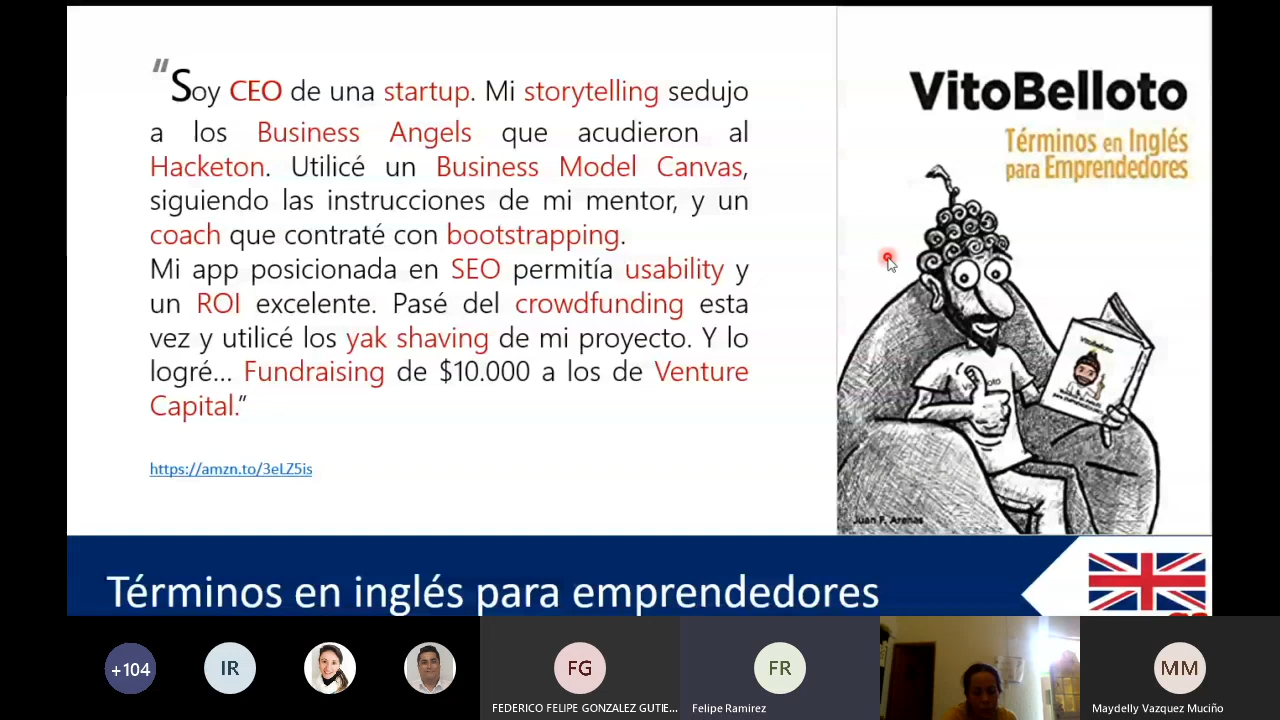 “Soy CEO de una startup. Mi storytelling sedujo
a los Business Angels que acudieron al
Hacketon. Utilicé un Business Model Canvas,
siguiendo las instrucciones de mi mentor, y un
coach que contraté con bootstrapping.
Mi app posicionada en SEO permitía usability y
un ROI excelente. Pasé del crowdfunding esta
vez y utilicé los yak shaving de mi proyecto. Y lo
logré... Fundraising de $10.000 a los de Venture
Capital.”
https://amzn.to/3eLZ5is
VitoBelloto
Términos en Inglés
para Emprendedores
VitoBelloto
Juan F. Arenas
Términos en inglés para emprendedores
+104
IR
FG
FR
MM
FEDERICO FELIPE GONZALEZ GUTIE...
Felipe Ramirez
Maydelly Vazquez Muciño